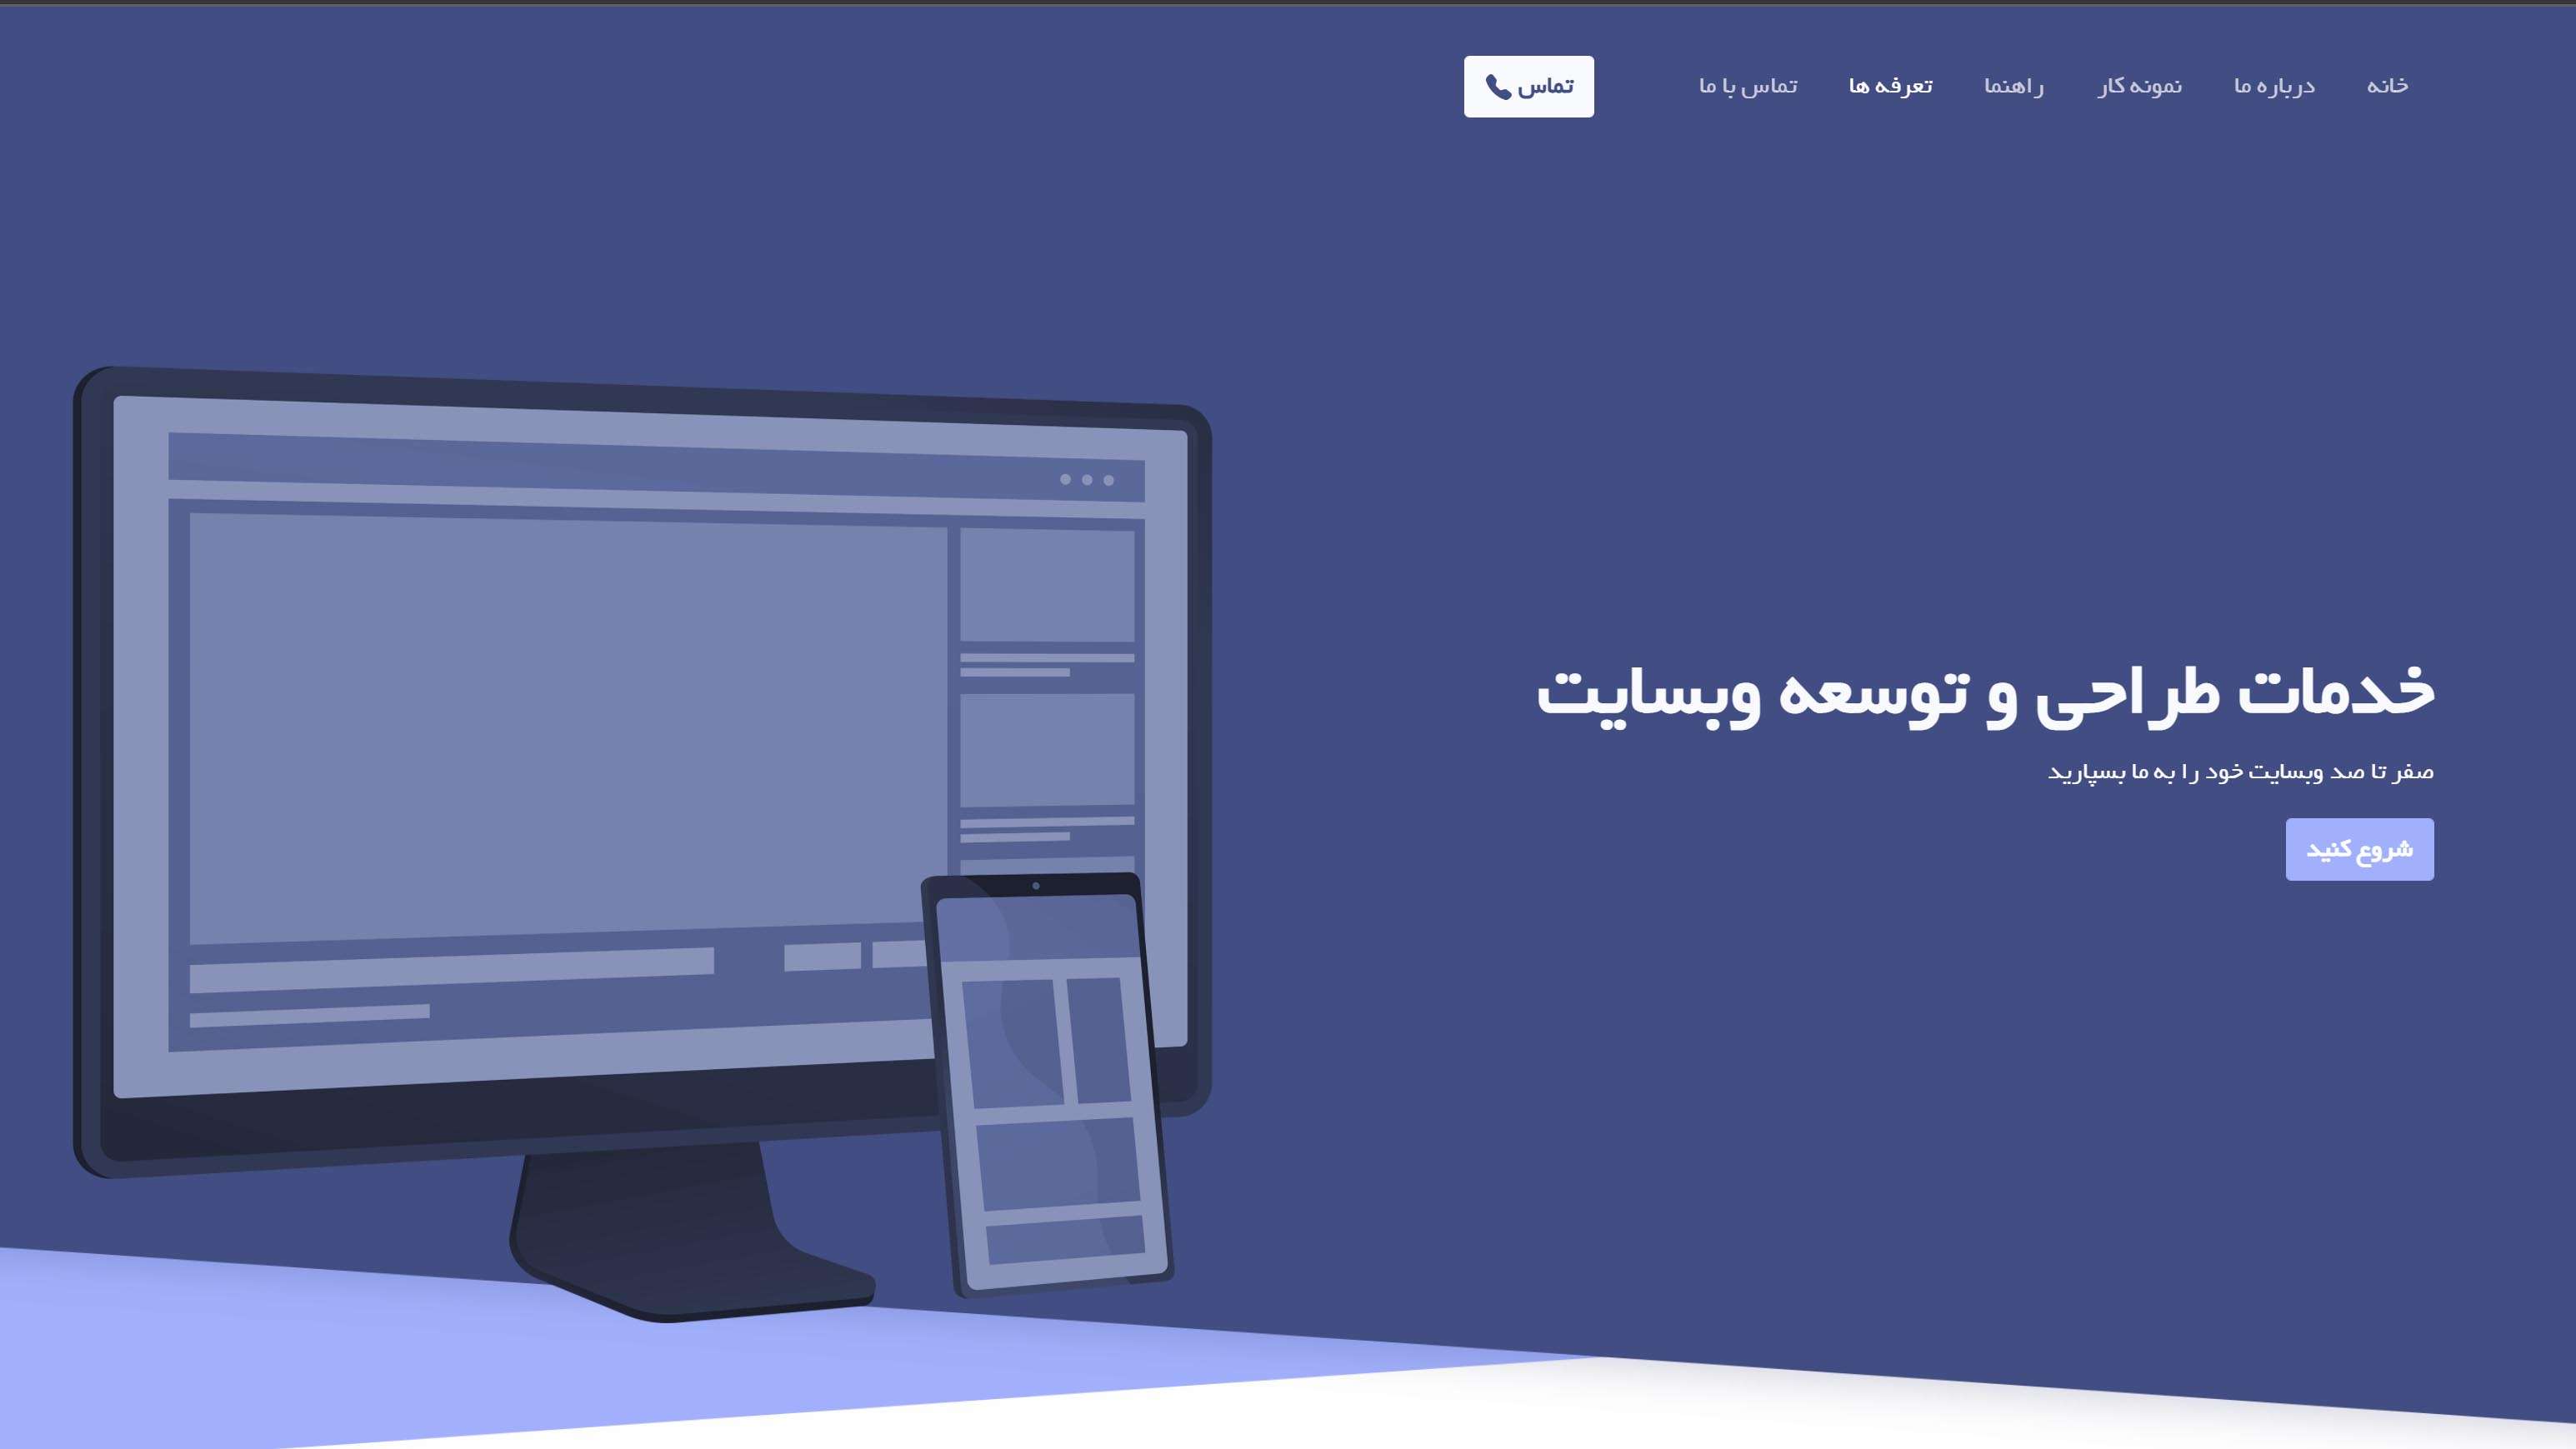 خانه درباره ما نمونه کار راهنما تعرفه ها تماس با ما تماس
خدمات طراحی و توسعه وبسایت
صفر تا صد وبسایت خود را به ما بسپارید
شروع کنید